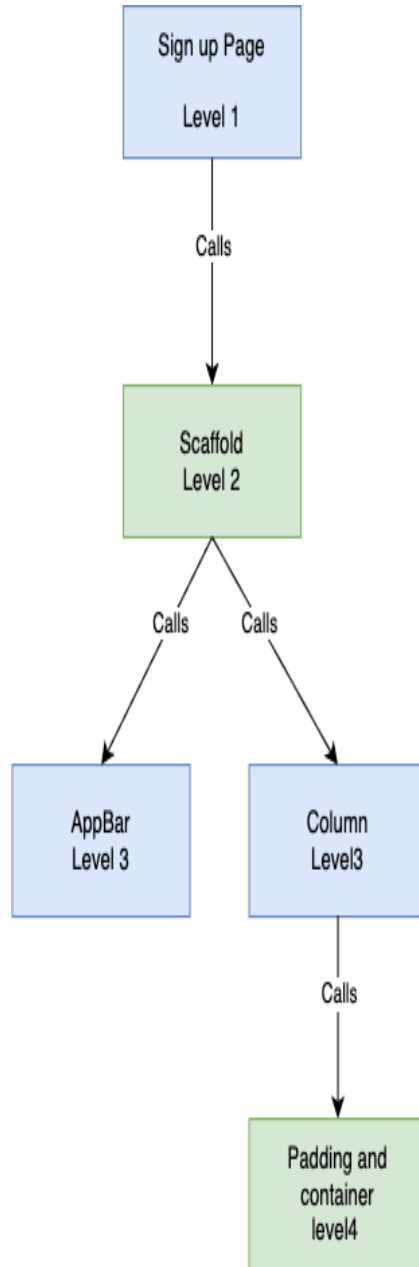 Sign up Page
Level 1
Calls
Scaffold
Level 2
Calls
Calls
AppBar
Level 3
Column
Level3
Calls
Padding and
container
level4